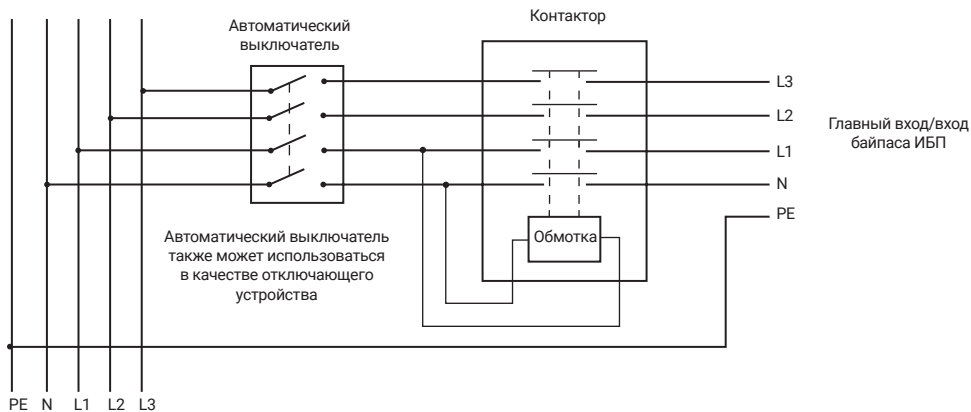 Автоматический
выключатель
Контактор
L3
L2
L1
N
PE
Главный вход/вход
байпаса ИБП
Обмотка
Автоматический выключатель
также может использоваться
в качестве отключающего
устройства
PE N L1 L2 L3